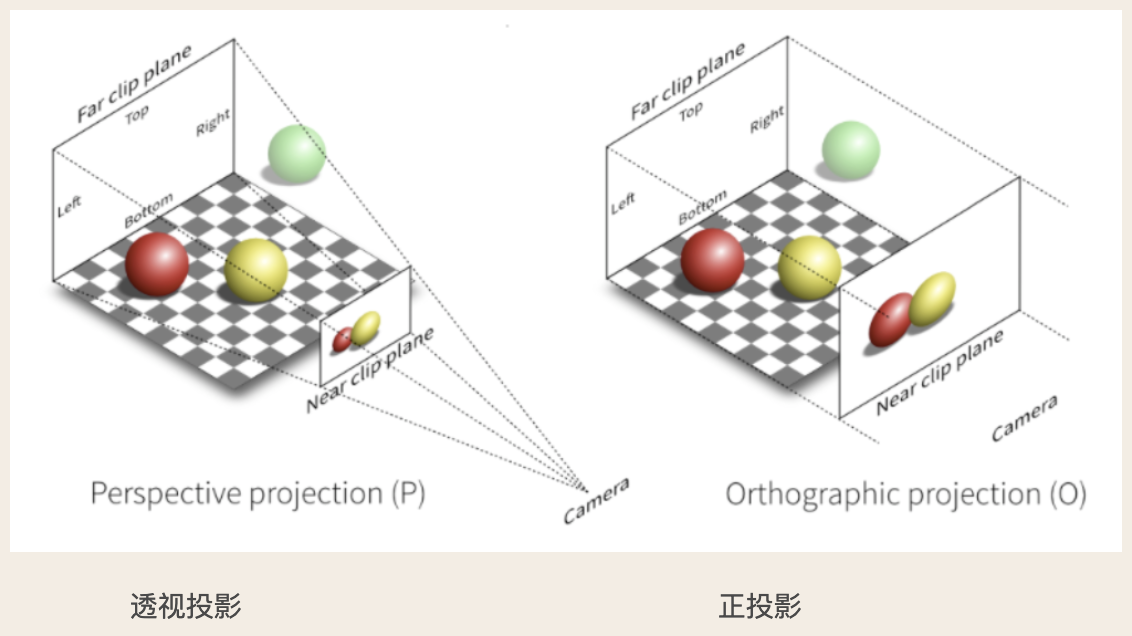 Far clip plane
Top
Right
Left
Bottom
Near clip plane
Camera
Perspective projection (P)
透视投影
Far clip plane
Top
Right
Left
Bottom
Near clip plane
Camera
Orthographic projection (O)
正投影